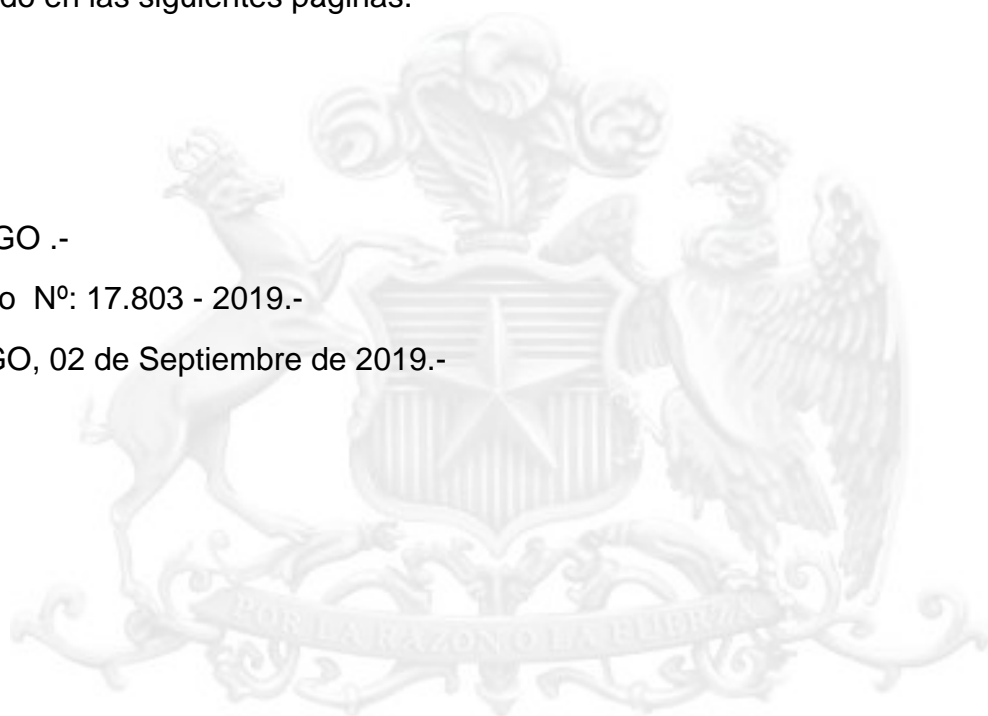 do en las siguientes páginas.
GO .-
o Nº: 17.803 - 2019.-
GO, 02 de Septiembre de 2019.-
POR LA RAZON O LA FUERZA